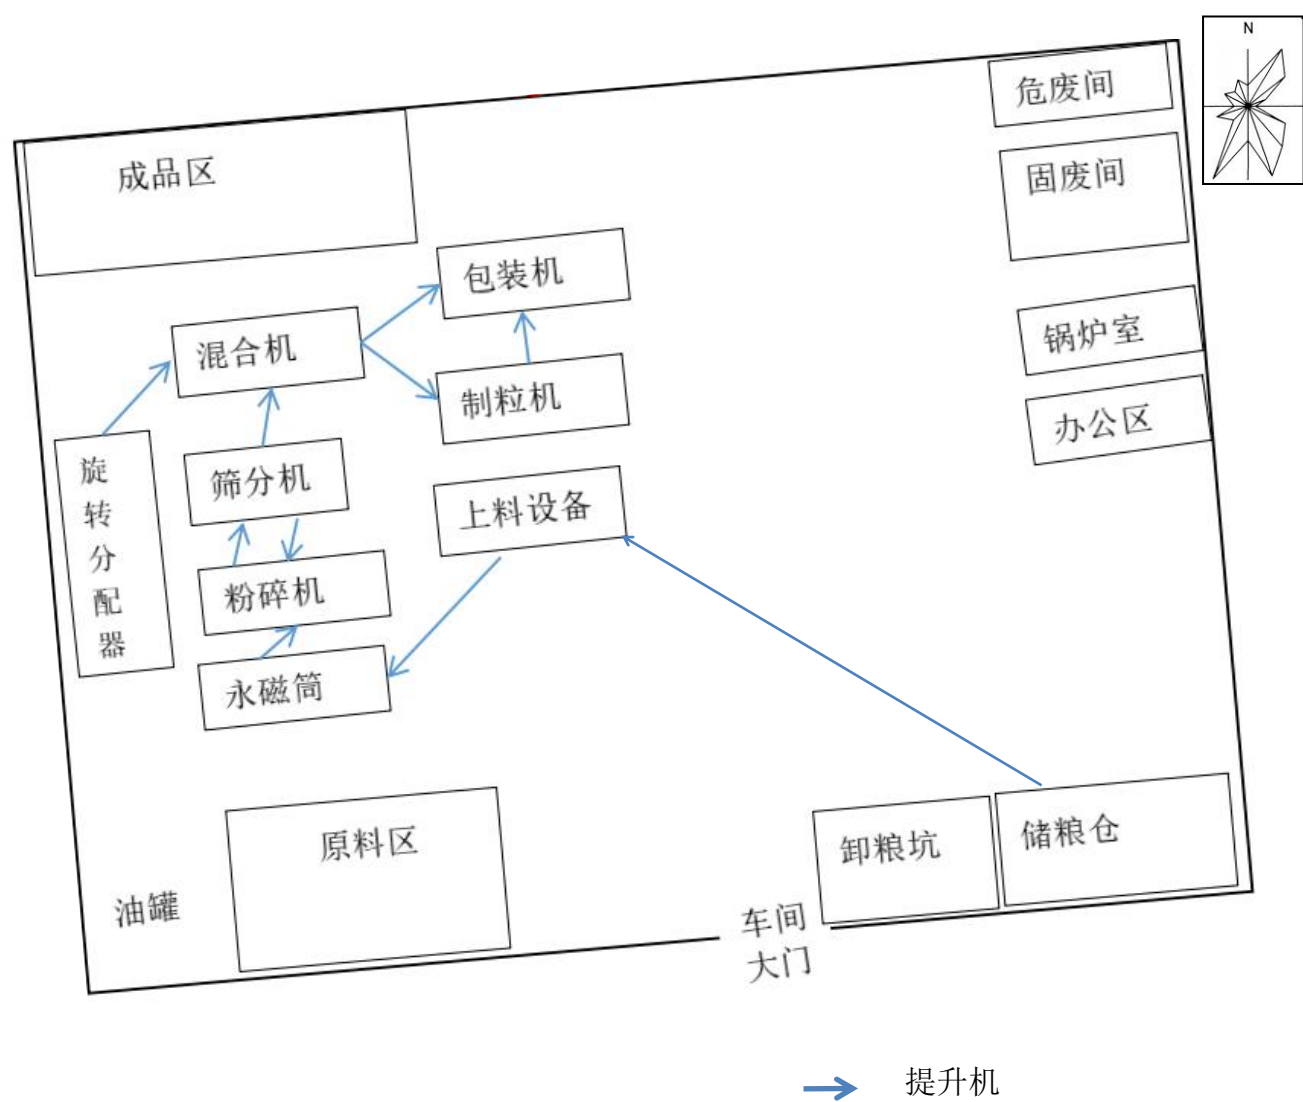 N
危废间
成品区
固废间
包装机
锅炉室
混合机
制粒机
办公区
旋
转
分
配
器
筛分机
上料设备
粉碎机
永磁筒
原料区
卸粮坑
储粮仓
油罐
车间
大门
提升机